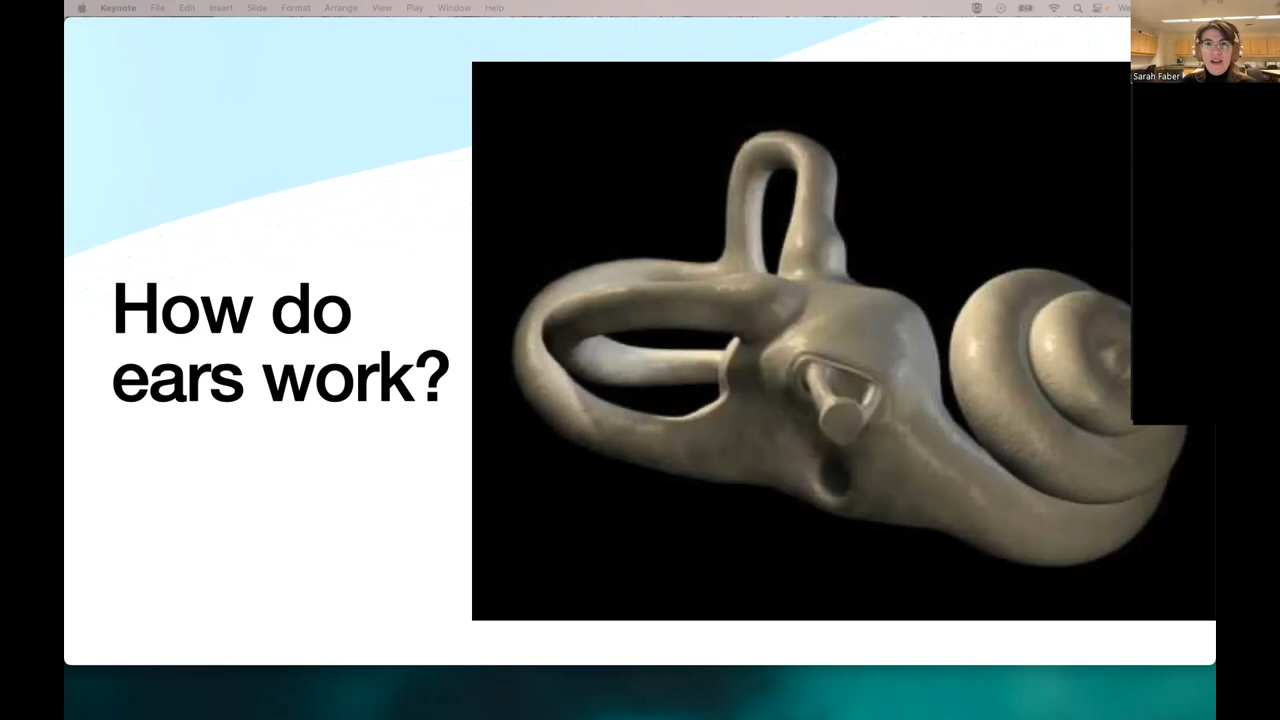 Keynote File Edit Insert Slide Format Arrange View Play Window Help
Sarah Faber
How do
ears work?